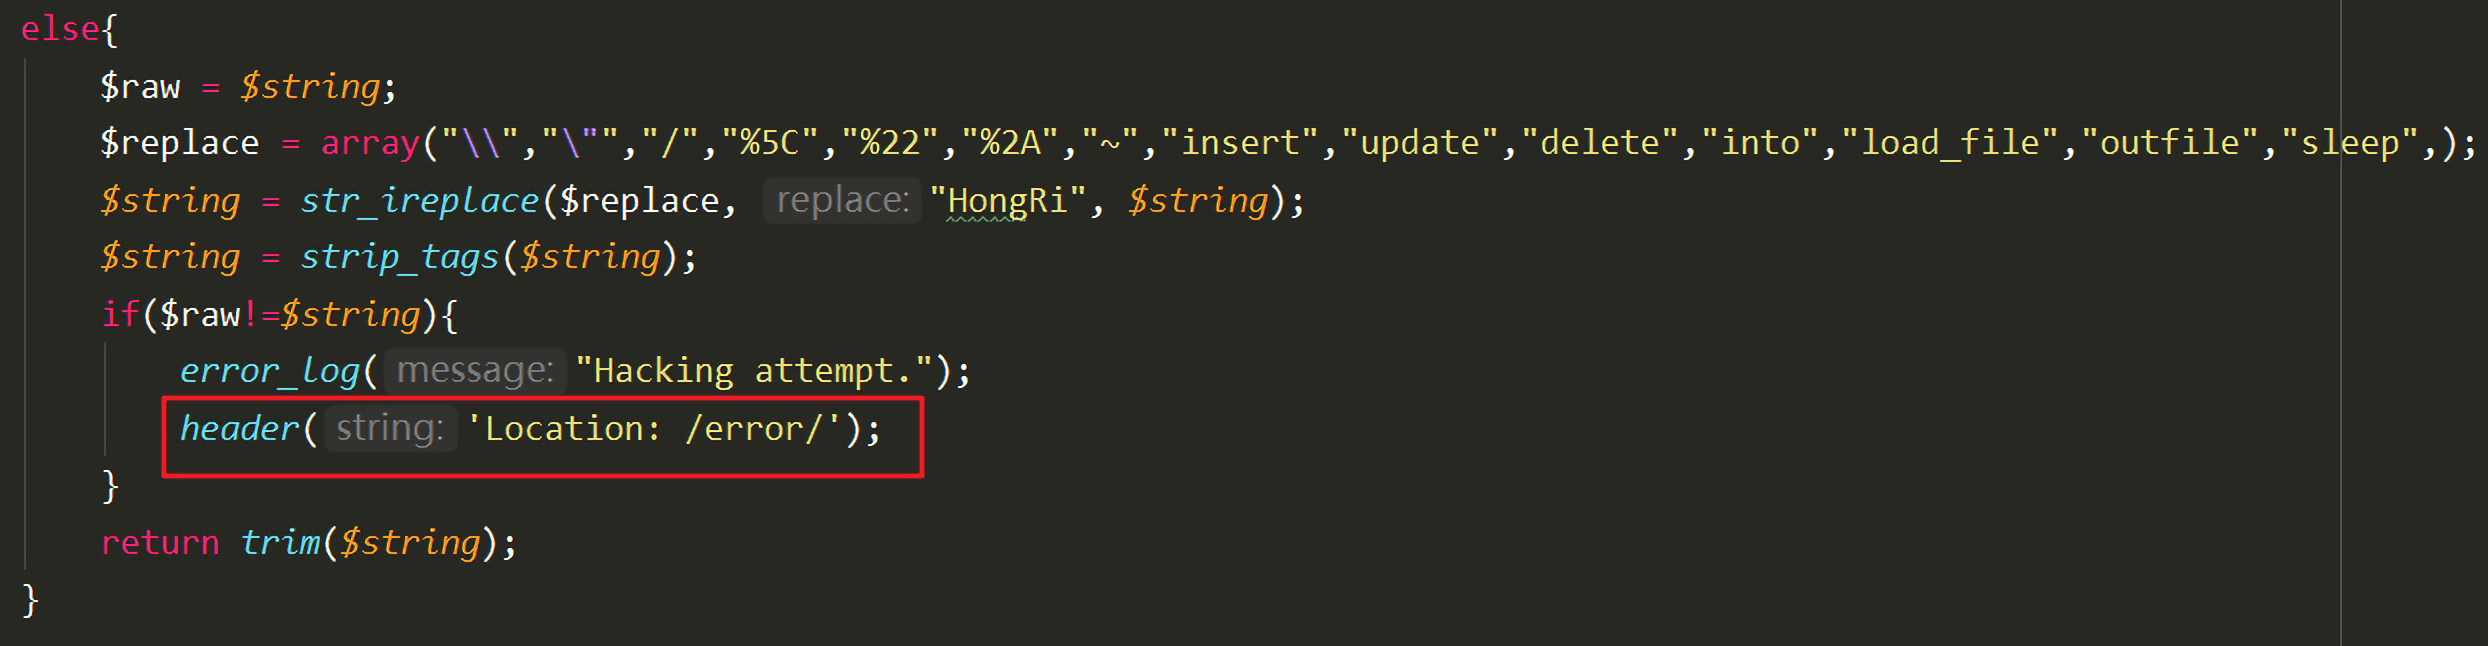 else{
$raw = $string;
$replace = array("\\","\"","/","%5C","%22","%2A","~","insert","update","delete","into","load_file","outfile","sleep",);
$string = str_ireplace($replace, replace: "HongRi", $string);
$string = strip_tags($string);
if($raw!=$string){
error_log( message: "Hacking attempt.");
header( string: 'Location: /error/');
}
return trim($string);
}